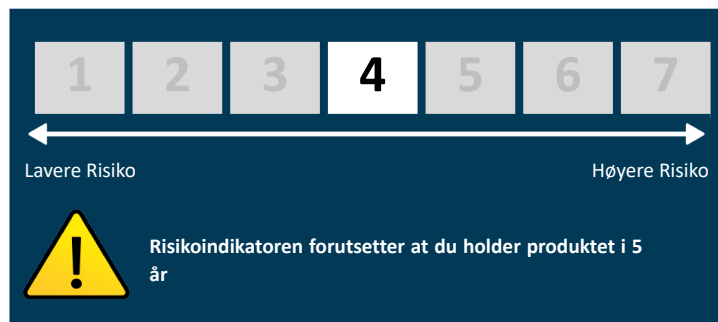 1 2 3 4 5 6 7
Lavere Risiko Høyere Risiko
!
Risikoindikatoren forutsetter at du holder produktet i 5
år